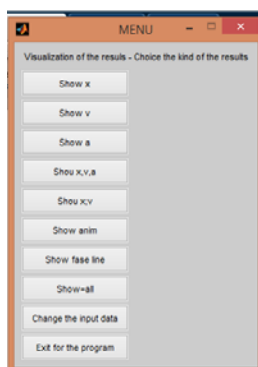 MENU
Visualization of the resuls - Choice the kind of the results
Show x
Show v
Show a
Shou x,v,a
Shou x;v
Show anim
Show fase line
Show=all
Change the input data
Exit for the program